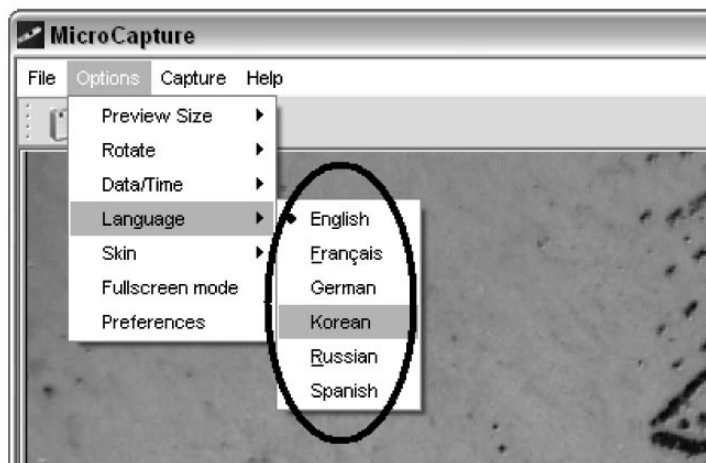 MicroCapture
File Options Capture Help
Preview Size
Rotate
Data/Time
Language
Skin
Fullscreen mode
Preferences
English
Français
German
Korean
Russian
Spanish